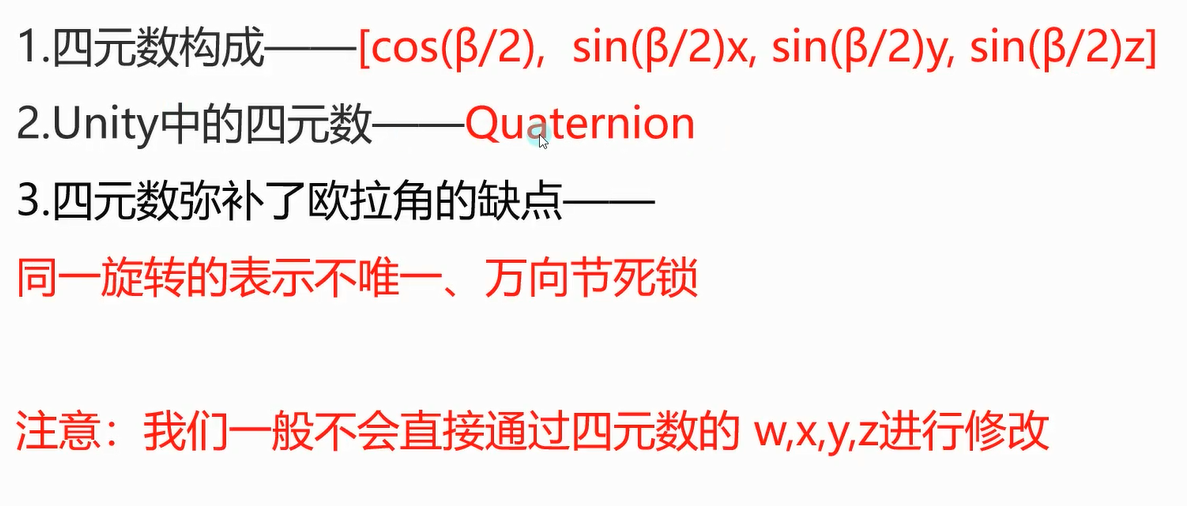 1.四元数构成——[cos(β/2), sin(β/2)x, sin(β/2)y, sin(β/2)z]
2.Unity中的四元数——Quaternion
3.四元数弥补了欧拉角的缺点——
同一旋转的表示不唯一、万向节死锁
注意：我们一般不会直接通过四元数的 w,x,y,z进行修改